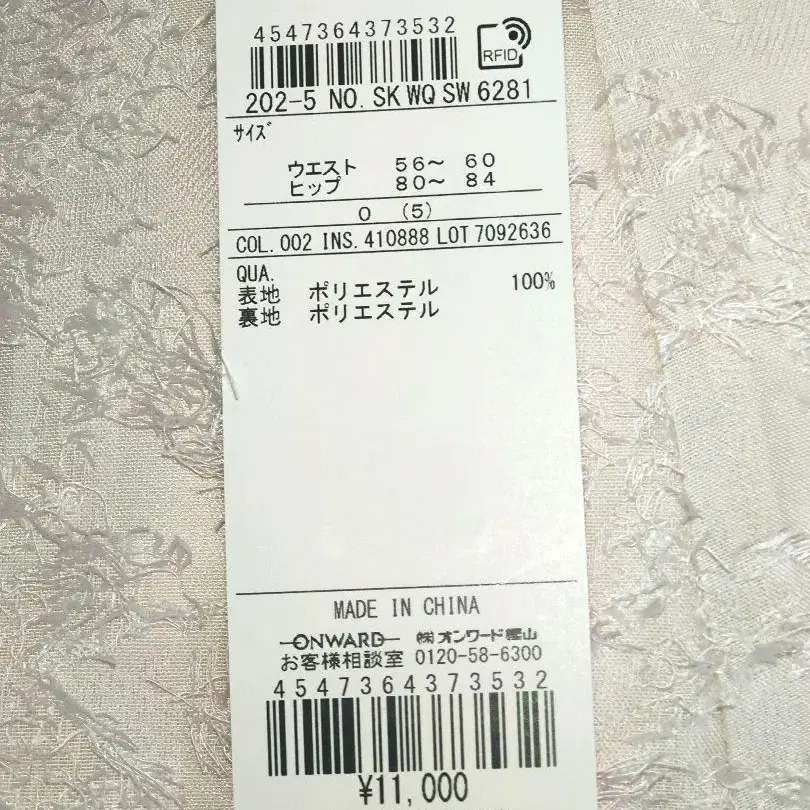 4547364373532
RFID
202-5 NO. SK WQ SW 6281
サイズ
ウエスト 56〜 60
ヒップ 80〜 84
0 (5)
COL. 002 INS. 410888 LOT 7092636
QUA.
表地 ポリエステル 100%
裏地 ポリエステル
MADE IN CHINA
ONWARD ㈱オンワード樫山
お客様相談室 0120-58-6300
4547364373532
¥11,000